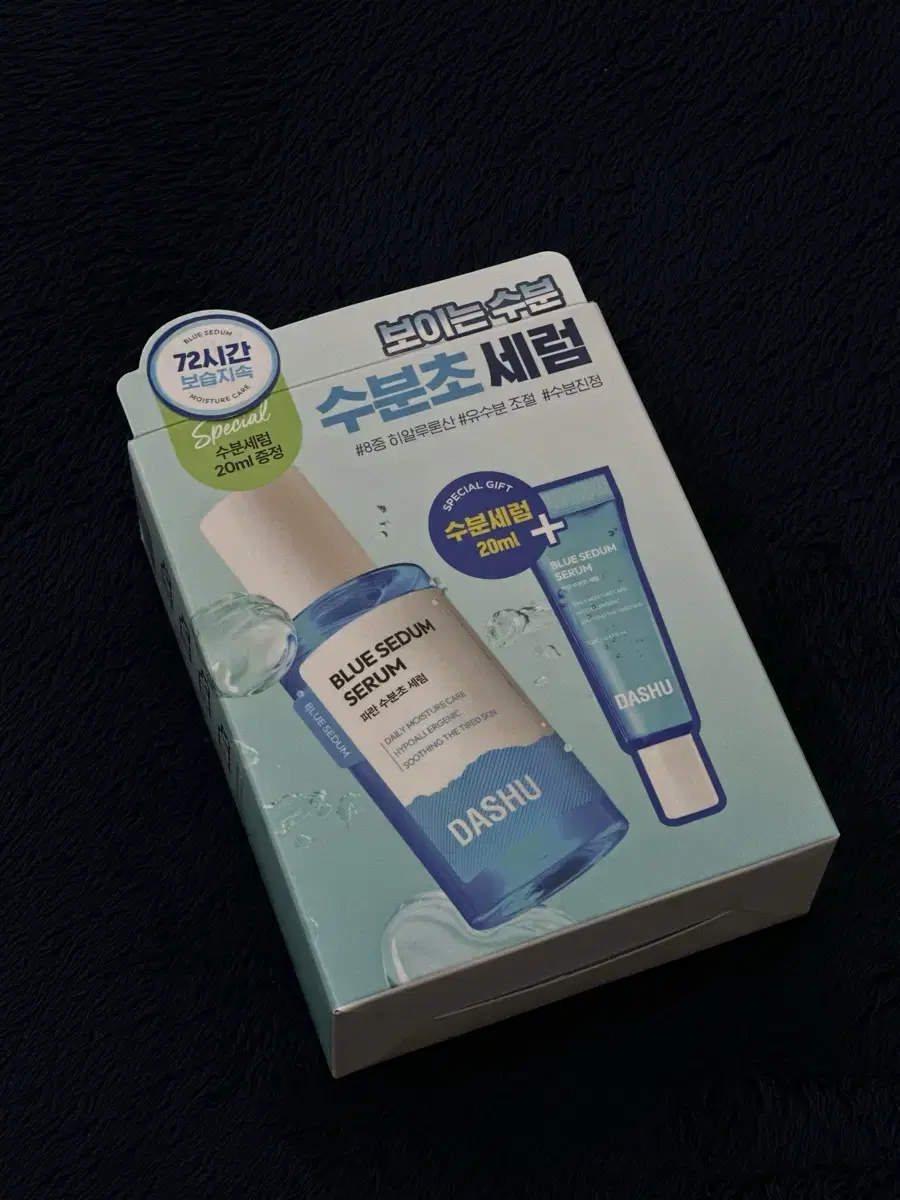 보이는 수분
수분초 세럼
#8중 히알루론산 #유수분 조절 #수분진정
BLUE SEDUM
72시간
보습지속
MOISTURE CARE
Special
수분세럼
20ml 증정
SPECIAL GIFT
수분세럼
20ml
+
BLUE SEDUM
SERUM
파란 수분초 세럼
DAILY MOISTURE CARE
HYPOALLERGENIC
SOOTHING THE TIRED SKIN
DASHU
BLUE SEDUM
BLUE SEDUM
SERUM
DAILY MOISTURE CARE
DASHU